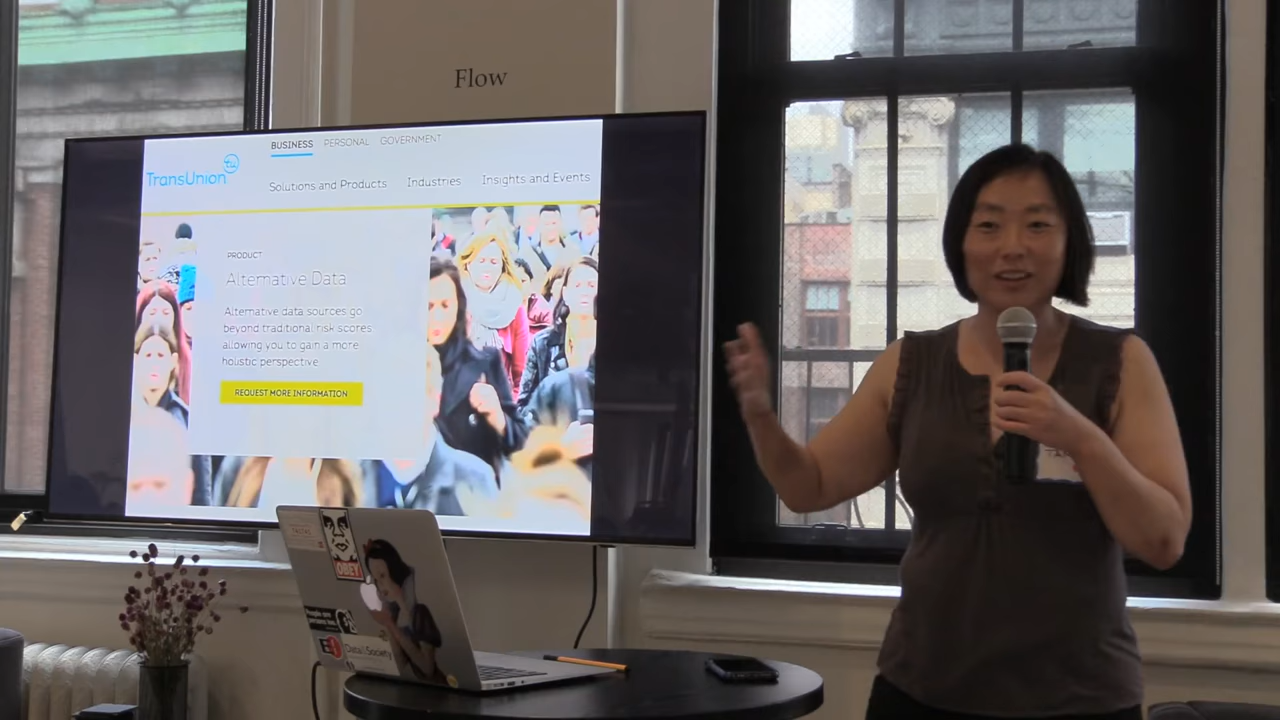 Flow
BUSINESS PERSONAL GOVERNMENT
TransUnion
tu
Solutions and Products Industries Insights and Events
PRODUCT
Alternative Data
Alternative data sources go
beyond traditional risk scores
allowing you to gain a more
holistic perspective.
REQUEST MORE INFORMATION
OBEY
Data&Society